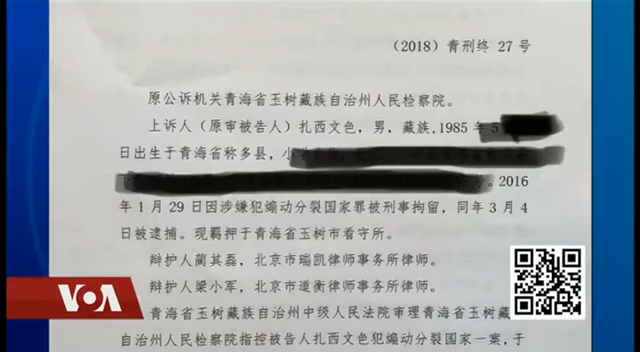 （2018）青刑终 27 号
原公诉机关青海省玉树藏族自治州人民检察院。
上诉人（原审被告人）扎西文色，男，藏族，1985 年 5
日出生于青海省称多县，小
。2016
年 1 月 29 日因涉嫌犯煽动分裂国家罪被刑事拘留，同年 3 月 4
日被逮捕。现羁押于青海省玉树市看守所。
辩护人蔺其磊，北京市瑞凯律师事务所律师。
辩护人梁小军，北京市道衡律师事务所律师。
青海省玉树藏族自治州中级人民法院审理青海省玉树藏
自治州人民检察院指控被告人扎西文色犯煽动分裂国家一案，于
VOA